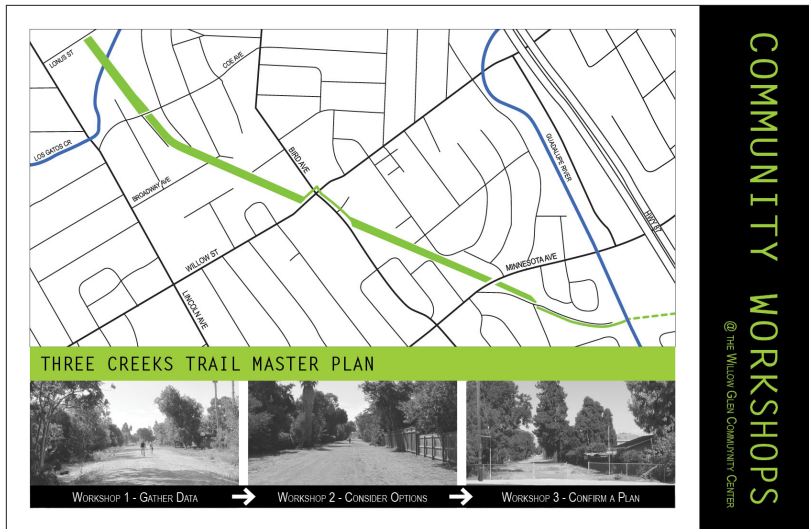 LONUS ST
COE AVE
LOS GATOS CR
BIRD AVE
GUADALUPE RIVER
BROADWAY AVE
HWY 87
WILLOW ST
MINNESOTA AVE
LINCOLN AVE
THREE CREEKS TRAIL MASTER PLAN
WORKSHOP 1 - GATHER DATA
WORKSHOP 2 - CONSIDER OPTIONS
WORKSHOP 3 - CONFIRM A PLAN
COMMUNITY WORKSHOPS
@ THE WILLOW GLEN COMMUYNITY CENTER